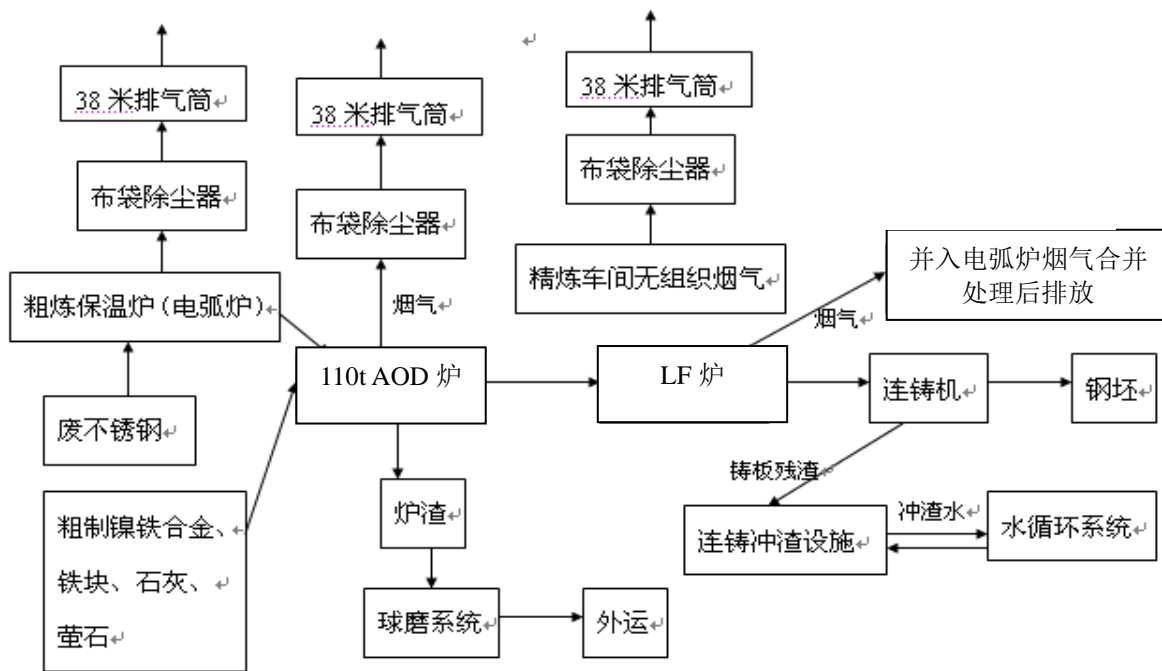 38 米排气筒
38 米排气筒
38 米排气筒
布袋除尘器
布袋除尘器
布袋除尘器
粗炼保温炉（电弧炉）
烟气
精炼车间无组织烟气
并入电弧炉烟气合并
处理后排放
烟气
废不锈钢
110t AOD 炉
LF 炉
连铸机
钢坯
铸板残渣
粗制镍铁合金、
铁块、石灰、
萤石
炉渣
连铸冲渣设施
冲渣水
水循环系统
球磨系统
外运